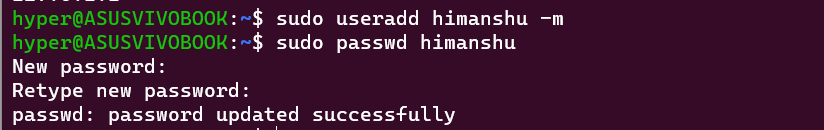 hyper@ASUSVIVOBOOK:~$ sudo useradd himanshu -m
hyper@ASUSVIVOBOOK:~$ sudo passwd himanshu
New password:
Retype new password:
passwd: password updated successfully